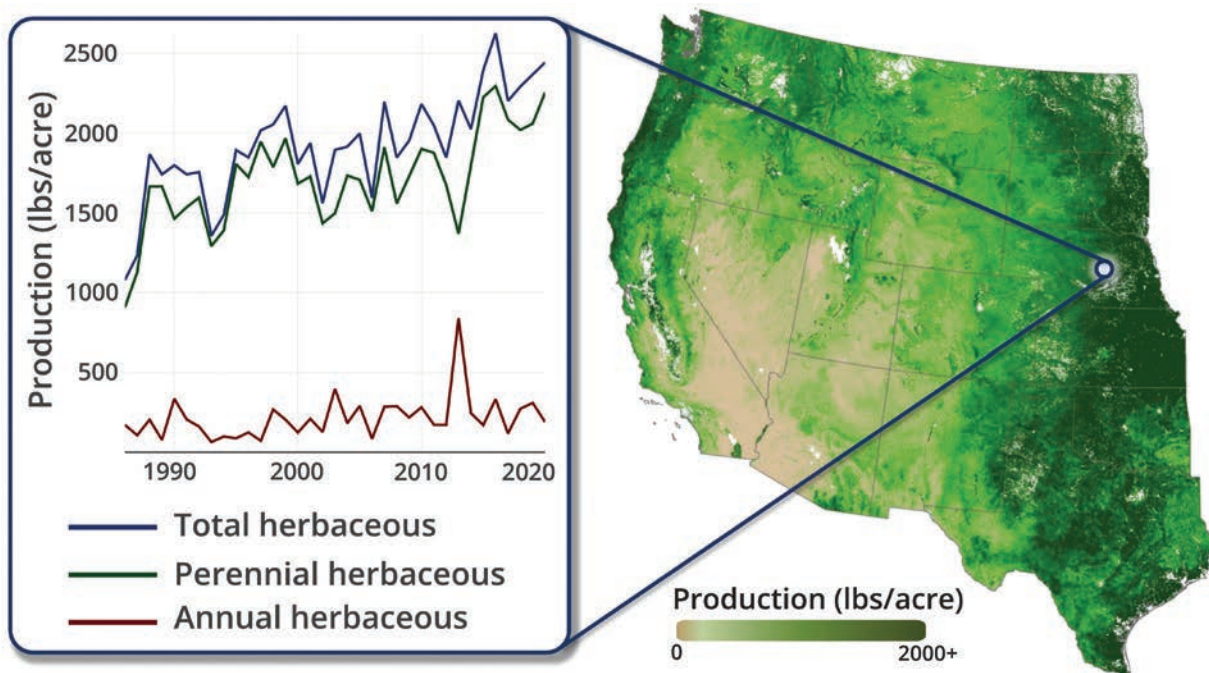 Production (lbs/acre)
2500
2000
1500
1000
500
1990
2000
2010
2020
Total herbaceous
Perennial herbaceous
Annual herbaceous
Production (lbs/acre)
0
2000+